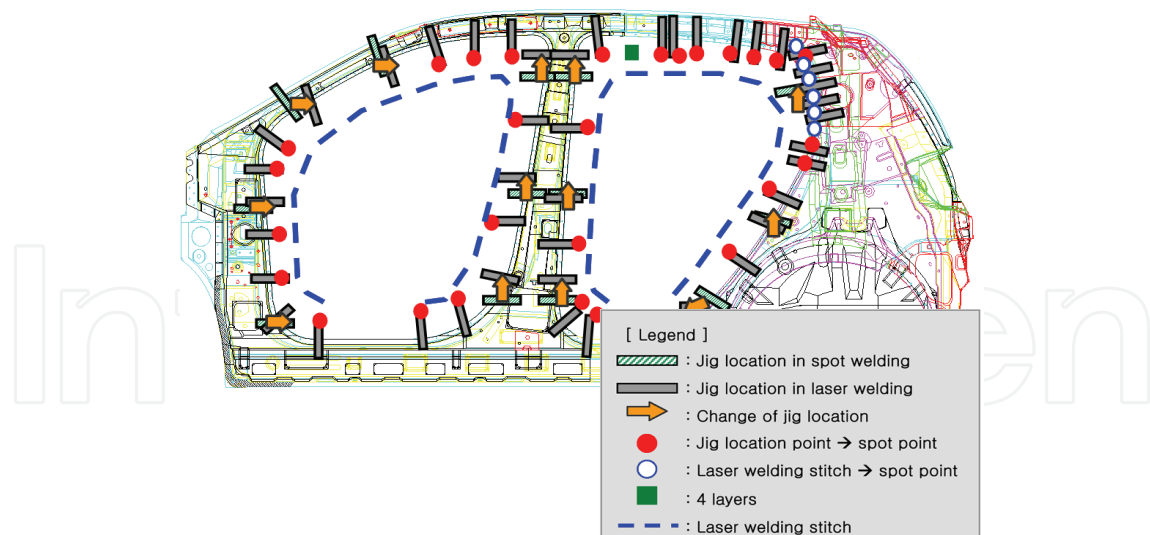 [ Legend ]
: Jig location in spot welding
: Jig location in laser welding
: Change of jig location
: Jig location point → spot point
: Laser welding stitch → spot point
: 4 layers
: Laser welding stitch